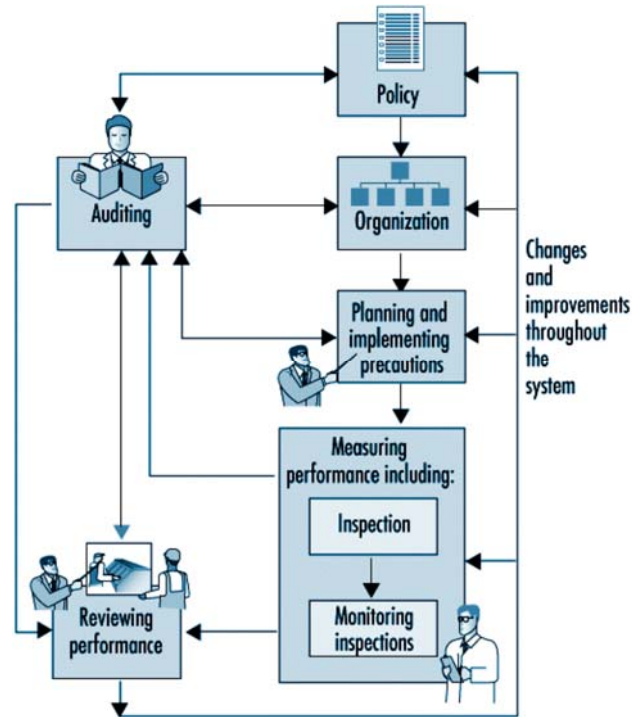 Policy
Auditing
Organization
Changes
and
improvements
throughout
the
system
Planning and
implementing
precautions
Measuring
performance including:
Inspection
Monitoring
inspections
Reviewing
performance